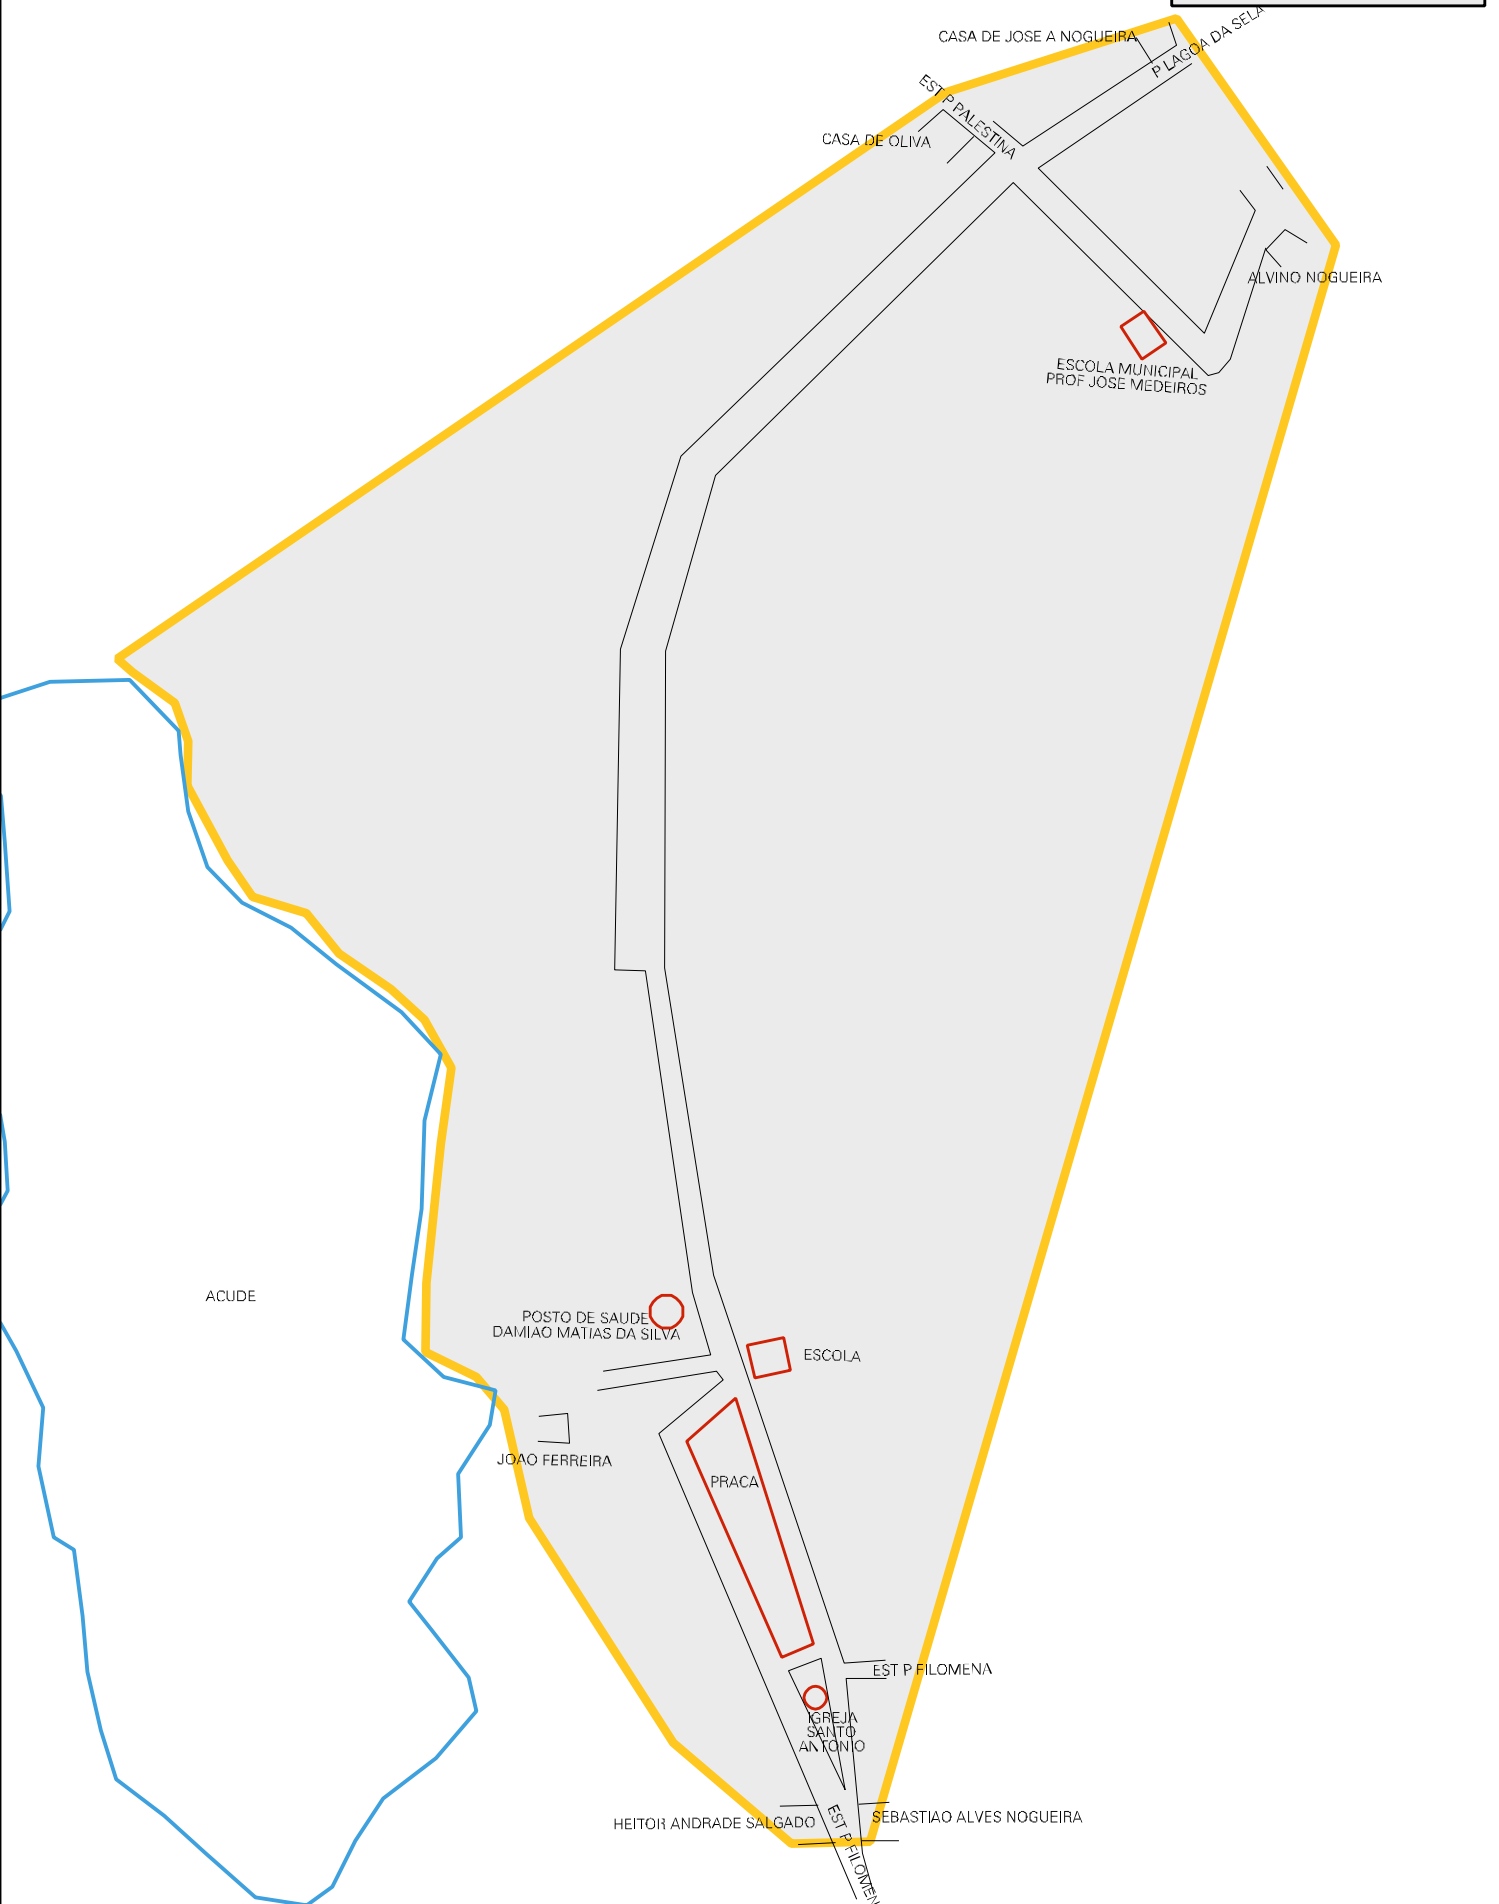 P LAGOA DA SELA
CASA DE JOSE A NOGUEIRA
EST P PALESTINA
CASA DE OLIVA
ALVINO NOGUEIRA
ESCOLA MUNICIPAL
PROF JOSE MEDEIROS
ACUDE
POSTO DE SAUDE
DAMIAO MATIAS DA SILVA
ESCOLA
JOAO FERREIRA
PRACA
EST P FILOMENA
IGREJA
SANTO
ANTONIO
HEITOR ANDRADE SALGADO
SEBASTIAO ALVES NOGUEIRA
EST P FILOMEN